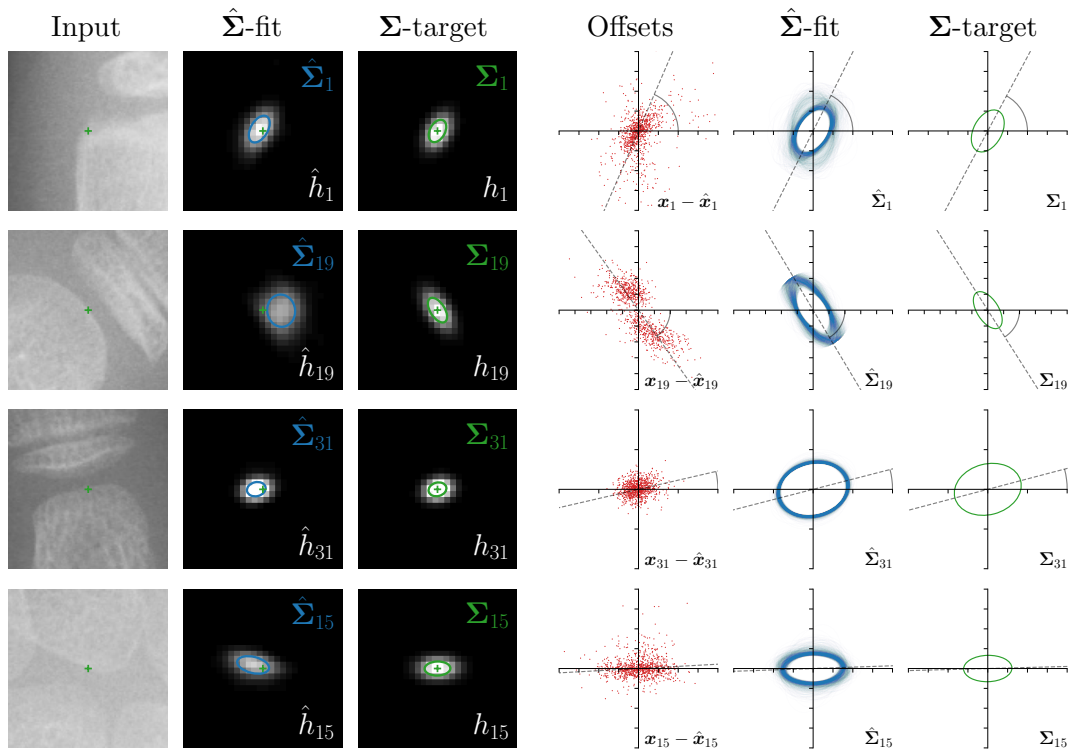 Input Σ̂-fit Σ-target Offsets Σ̂-fit Σ-target
Σ̂₁ Σ₁
ĥ₁ h₁ x₁ − x̂₁ Σ̂₁ Σ₁
Σ̂₁₉ Σ₁₉
ĥ₁₉ h₁₉ x₁₉ − x̂₁₉ Σ̂₁₉ Σ₁₉
Σ̂₃₁ Σ₃₁
ĥ₃₁ h₃₁ x₃₁ − x̂₃₁ Σ̂₃₁ Σ₃₁
Σ̂₁₅ Σ₁₅
ĥ₁₅ h₁₅ x₁₅ − x̂₁₅ Σ̂₁₅ Σ₁₅